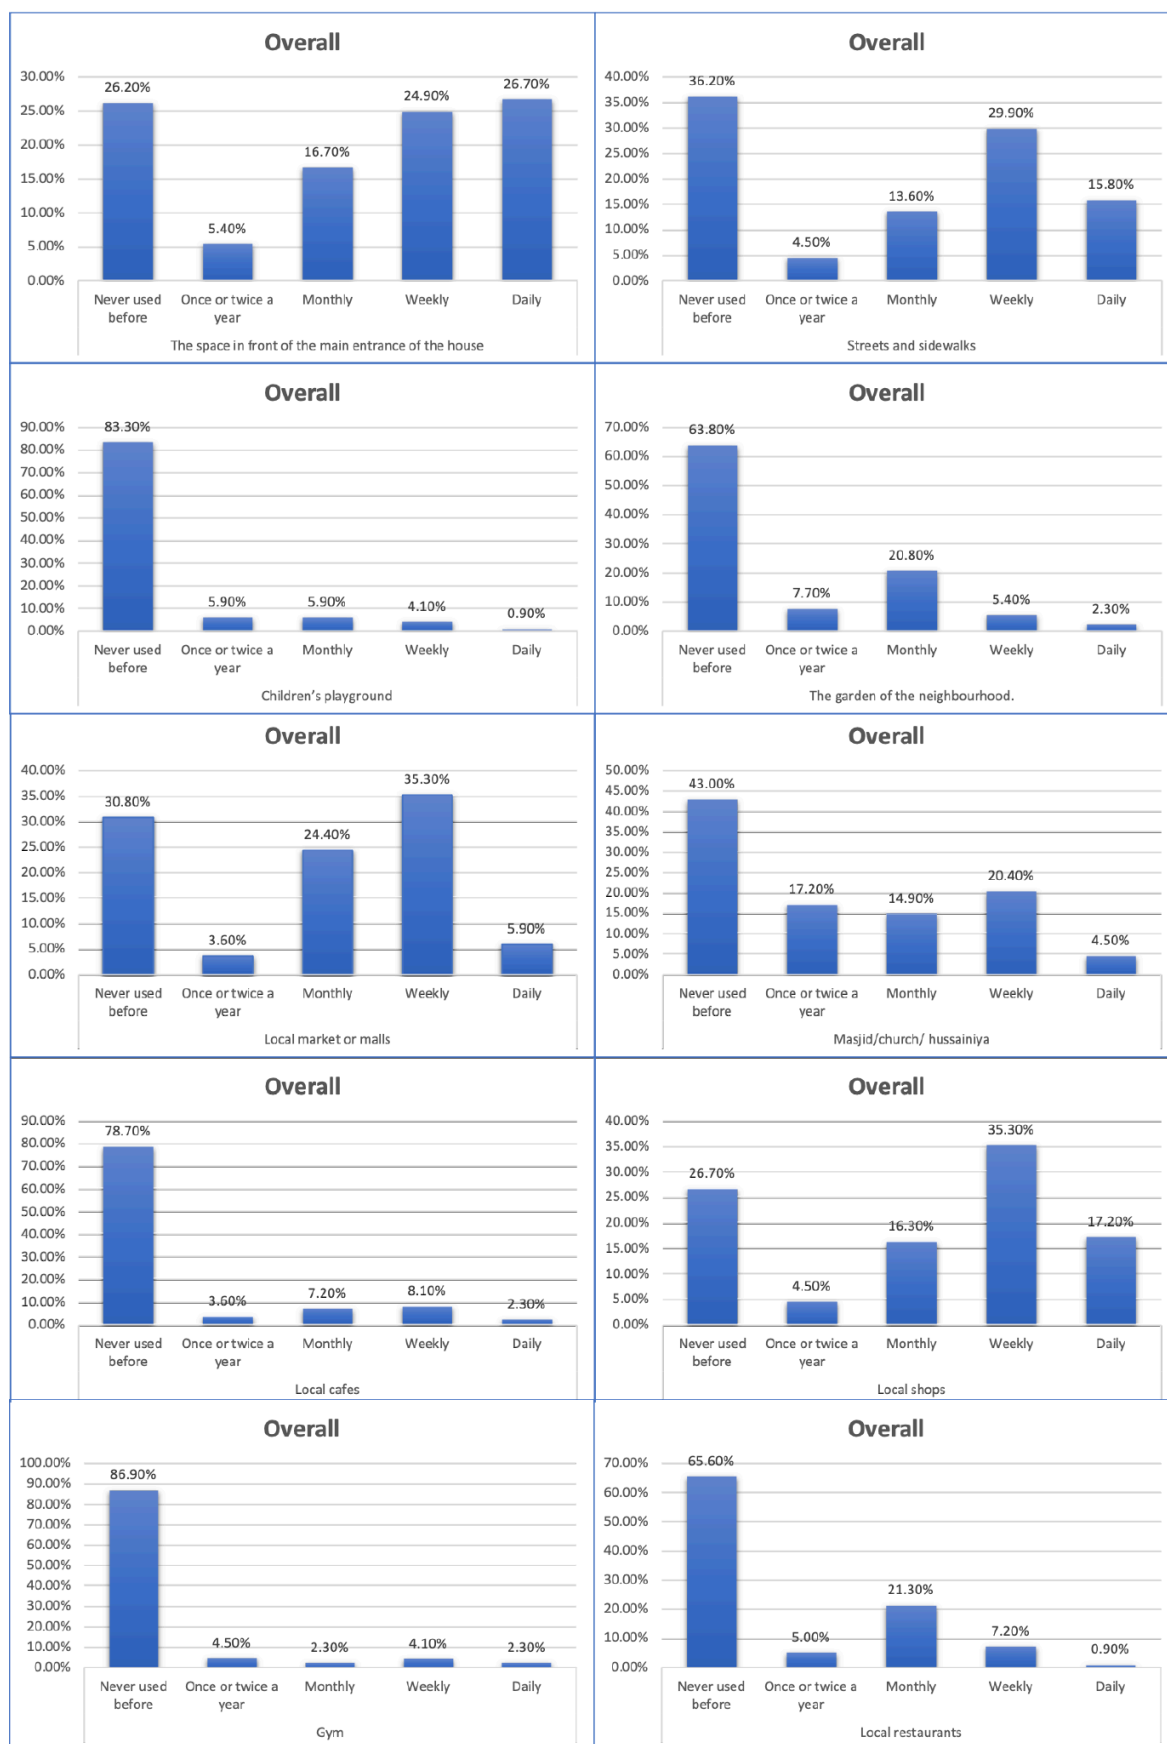 Overall
30.00%
25.00%
20.00%
15.00%
10.00%
5.00%
0.00%
26.20%
5.40%
16.70%
24.90%
26.70%
Never used before
Once or twice a year
Monthly
Weekly
Daily
The space in front of the main entrance of the house
Overall
40.00%
35.00%
30.00%
25.00%
20.00%
15.00%
10.00%
5.00%
0.00%
36.20%
4.50%
13.60%
29.90%
15.80%
Never used before
Once or twice a year
Monthly
Weekly
Daily
Streets and sidewalks
Overall
90.00%
80.00%
70.00%
60.00%
50.00%
40.00%
30.00%
20.00%
10.00%
0.00%
83.30%
5.90%
5.90%
4.10%
0.90%
Never used before
Once or twice a year
Monthly
Weekly
Daily
Children’s playground
Overall
70.00%
60.00%
50.00%
40.00%
30.00%
20.00%
10.00%
0.00%
63.80%
7.70%
20.80%
5.40%
2.30%
Never used before
Once or twice a year
Monthly
Weekly
Daily
The garden of the neighbourhood.
Overall
40.00%
35.00%
30.00%
25.00%
20.00%
15.00%
10.00%
5.00%
0.00%
30.80%
3.60%
24.40%
35.30%
5.90%
Never used before
Once or twice a year
Monthly
Weekly
Daily
Local market or malls
Overall
50.00%
45.00%
40.00%
35.00%
30.00%
25.00%
20.00%
15.00%
10.00%
5.00%
0.00%
43.00%
17.20%
14.90%
20.40%
4.50%
Never used before
Once or twice a year
Monthly
Weekly
Daily
Masjid/church/ hussainiya
Overall
90.00%
80.00%
70.00%
60.00%
50.00%
40.00%
30.00%
20.00%
10.00%
0.00%
78.70%
3.60%
7.20%
8.10%
2.30%
Never used before
Once or twice a year
Monthly
Weekly
Daily
Local cafes
Overall
40.00%
35.00%
30.00%
25.00%
20.00%
15.00%
10.00%
5.00%
0.00%
26.70%
4.50%
16.30%
35.30%
17.20%
Never used before
Once or twice a year
Monthly
Weekly
Daily
Local shops
Overall
100.00%
90.00%
80.00%
70.00%
60.00%
50.00%
40.00%
30.00%
20.00%
10.00%
0.00%
86.90%
4.50%
2.30%
4.10%
2.30%
Never used before
Once or twice a year
Monthly
Weekly
Daily
Gym
Overall
70.00%
60.00%
50.00%
40.00%
30.00%
20.00%
10.00%
0.00%
65.60%
5.00%
21.30%
7.20%
0.90%
Never used before
Once or twice a year
Monthly
Weekly
Daily
Local restaurants